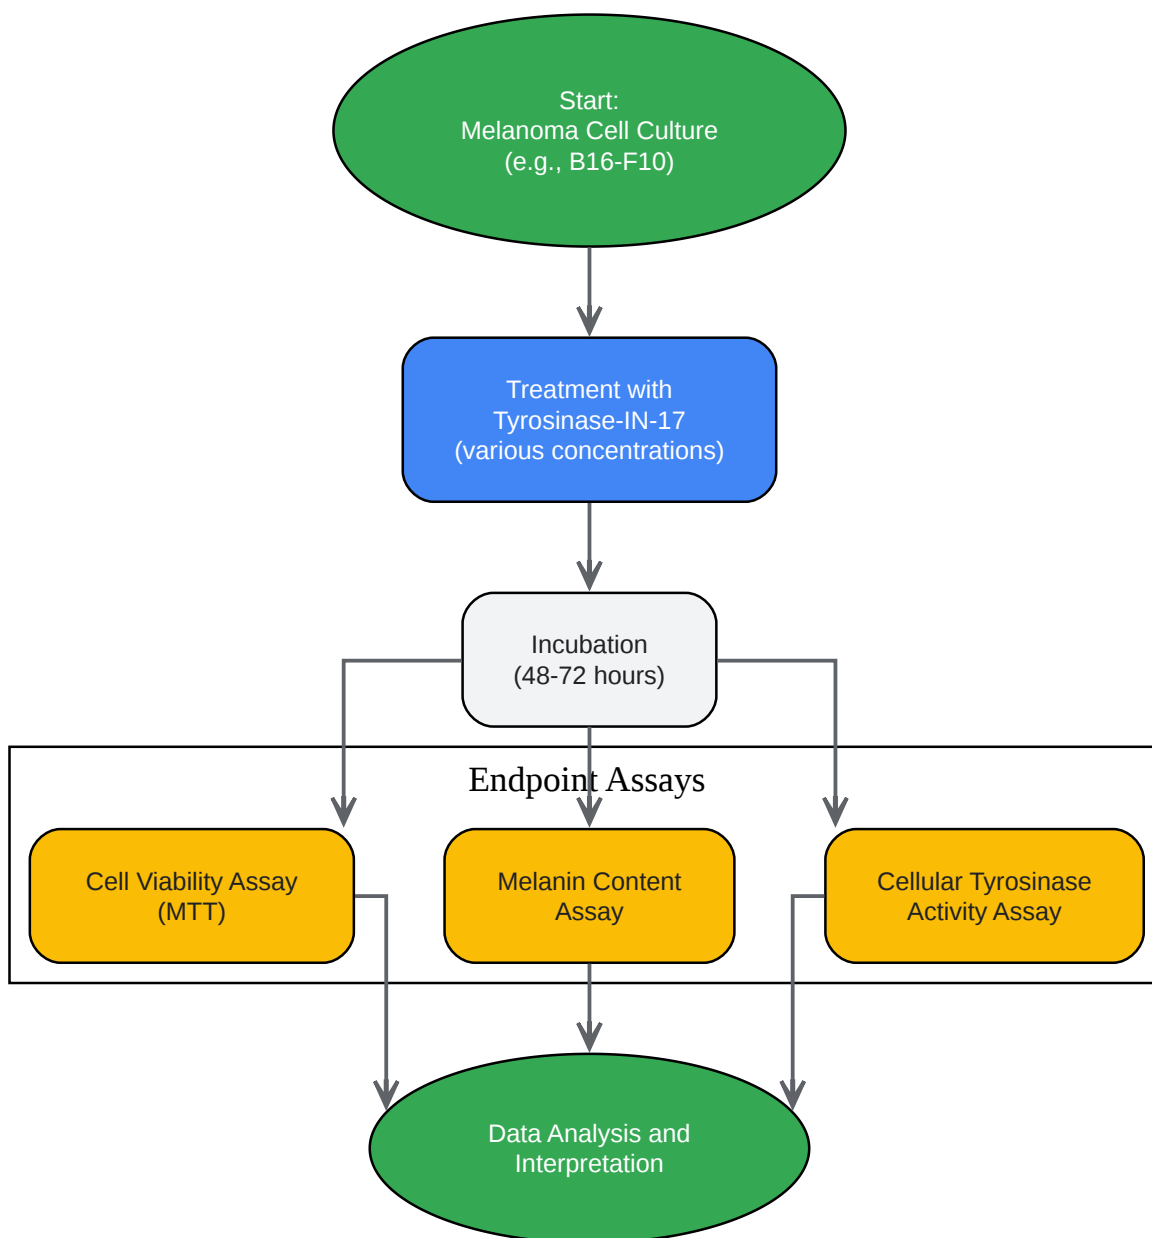 Start:
Melanoma Cell Culture
(e.g., B16-F10)
Treatment with
Tyrosinase-IN-17
(various concentrations)
Incubation
(48-72 hours)
Endpoint Assays
Cell Viability Assay
(MTT)
Melanin Content
Assay
Cellular Tyrosinase
Activity Assay
Data Analysis and
Interpretation